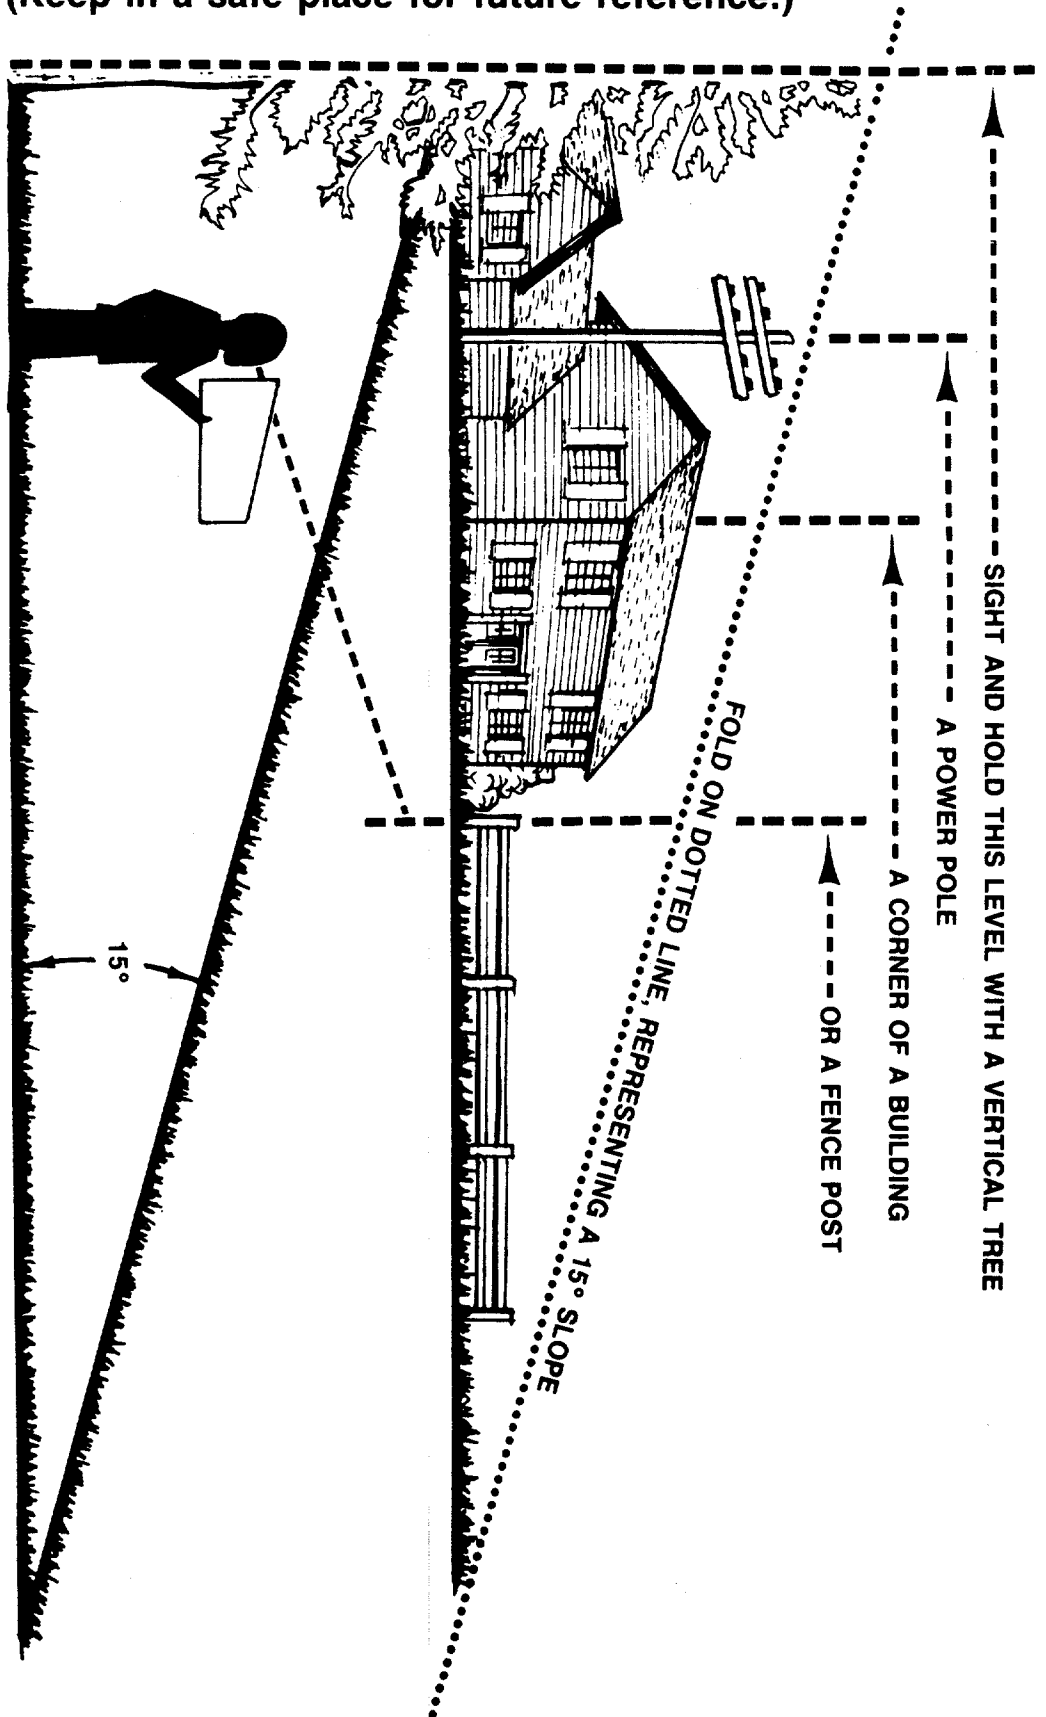 (Keep in a safe place for future reference.)
SIGHT AND HOLD THIS LEVEL WITH A VERTICAL TREE
A POWER POLE
A CORNER OF A BUILDING
OR A FENCE POST
FOLD ON DOTTED LINE, REPRESENTING A 15° SLOPE
15°